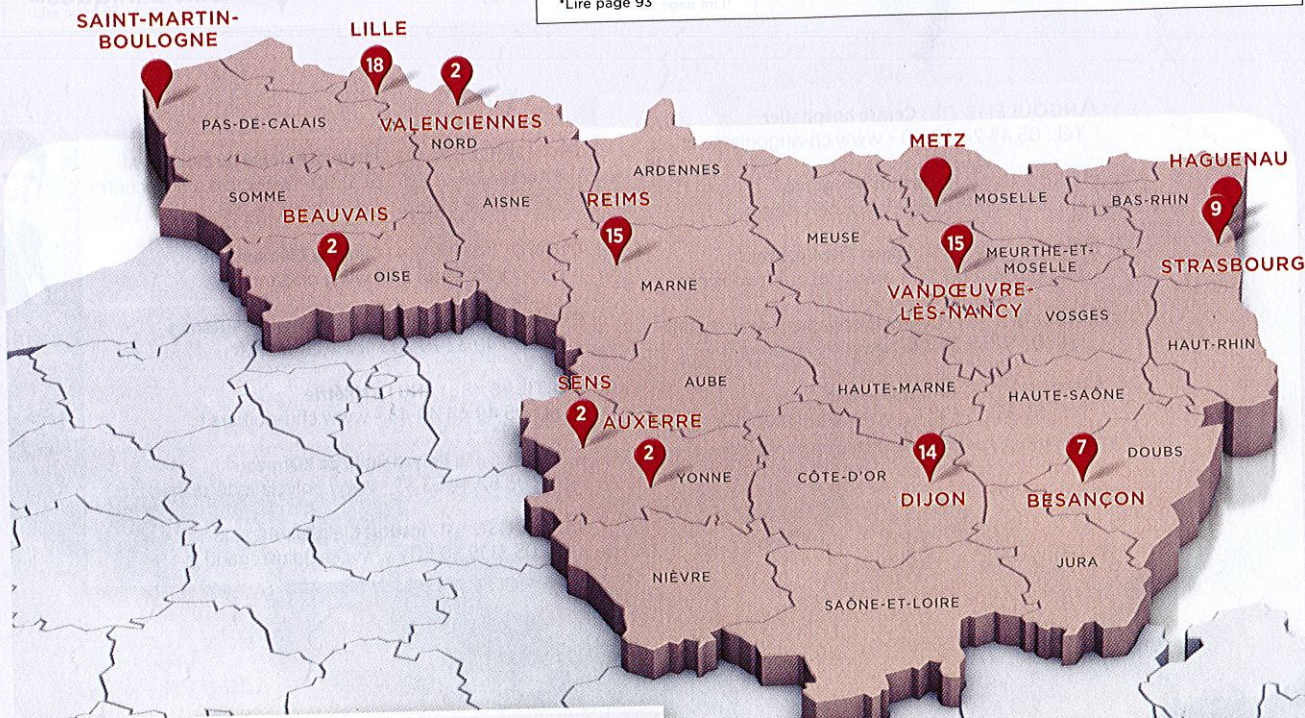 *Lire page 93
SAINT-MARTIN-
BOULOGNE
LILLE
18
2
PAS-DE-CALAIS
VALENCIENNES
NORD
METZ
HAGUENAU
ARDENNES
SOMME
AISNE
REIMS
MOSELLE
BAS-RHIN
9
BEAUVAIS
2
15
MEUSE
15
MEURTHE-ET-
MOSELLE
STRASBOURG
OISE
MARNE
VANDŒUVRE-
LÈS-NANCY
VOSGES
HAUT-RHIN
SENS
AUBE
HAUTE-MARNE
HAUTE-SAÔNE
2
AUXERRE
2
YONNE
CÔTE-D'OR
14
7
DOUBS
DIJON
BESANÇON
NIÈVRE
JURA
SAÔNE-ET-LOIRE